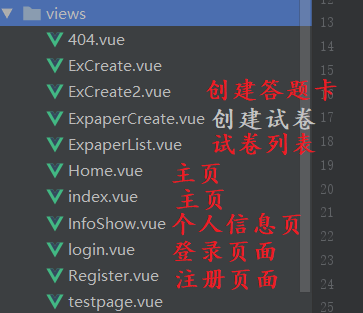 views
404.vue
ExCreate.vue
ExCreate2.vue 创建答题卡
ExpaperCreate.vue 创建试卷
ExpaperList.vue 试卷列表
Home.vue 主页
index.vue 主页
InfoShow.vue 个人信息页
login.vue 登录页面
Register.vue 注册页面
testpage.vue
13
14
15
16
17
18
19
20
21
22
23
24
25